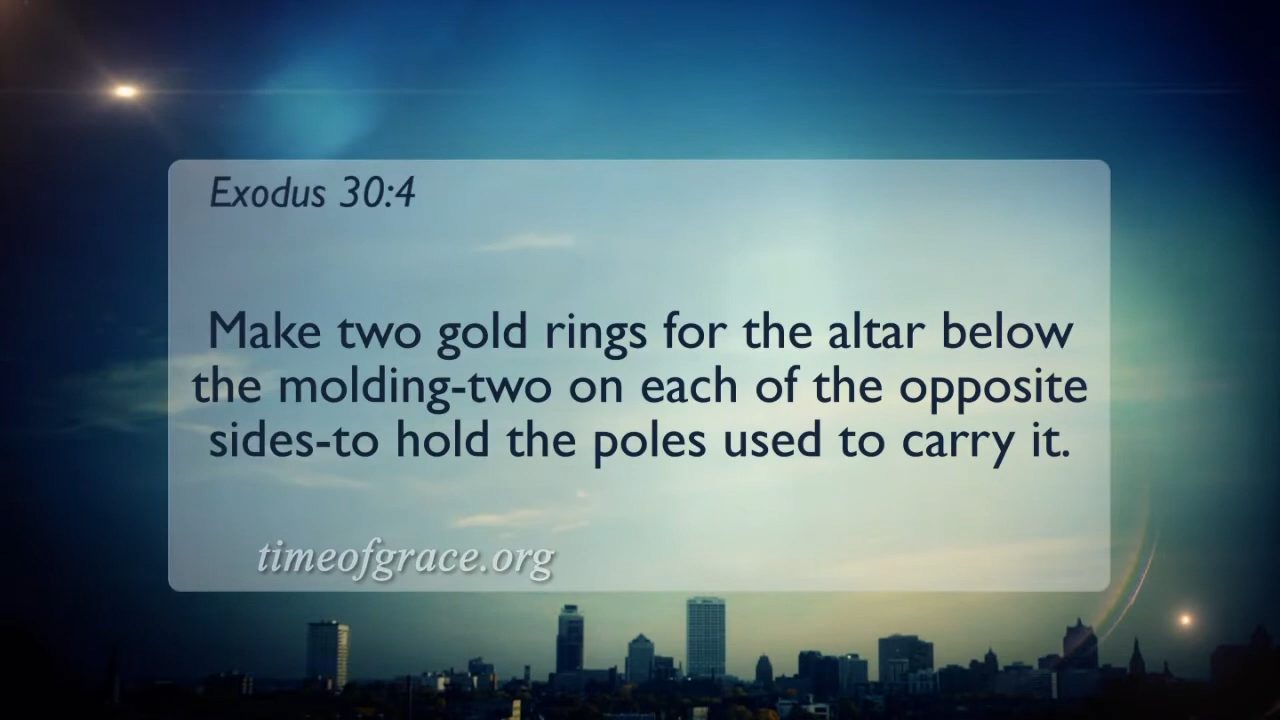 Exodus 30:4
Make two gold rings for the altar below
the molding-two on each of the opposite
sides-to hold the poles used to carry it.
timeofgrace.org